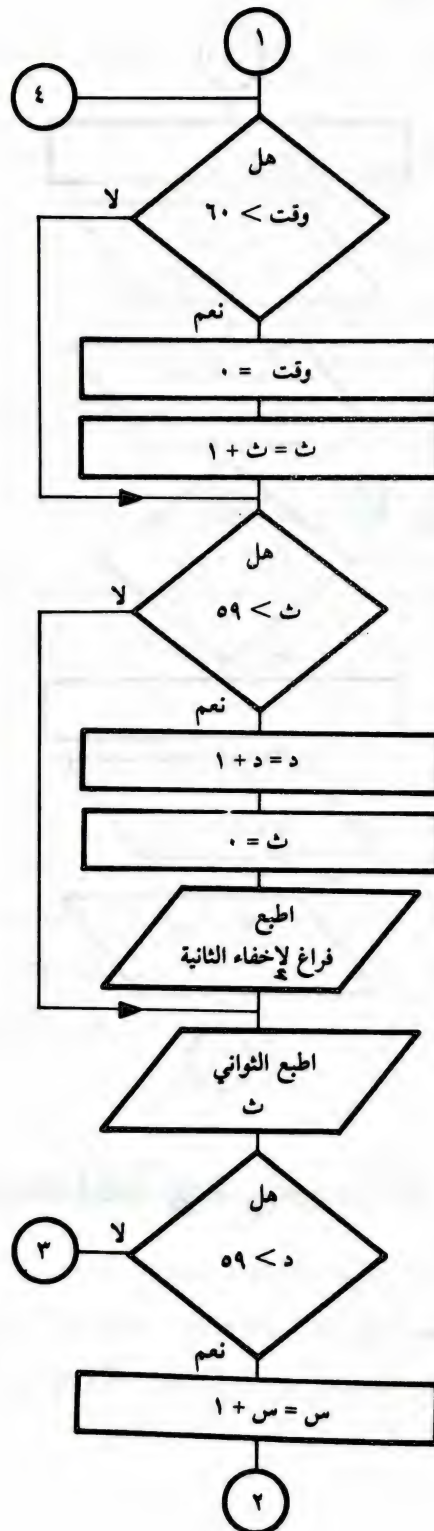 ١
٤
هل
وقت > ٦٠
لا
نعم
وقت = ٠
ث = ث + ١
هل
ث > ٥٩
لا
نعم
د = د + ١
ث = ٠
اطبع
فراغ لإخفاء الثانية
اطبع الثواني
ث
هل
د > ٥٩
لا
٣
نعم
س = س + ١
٢